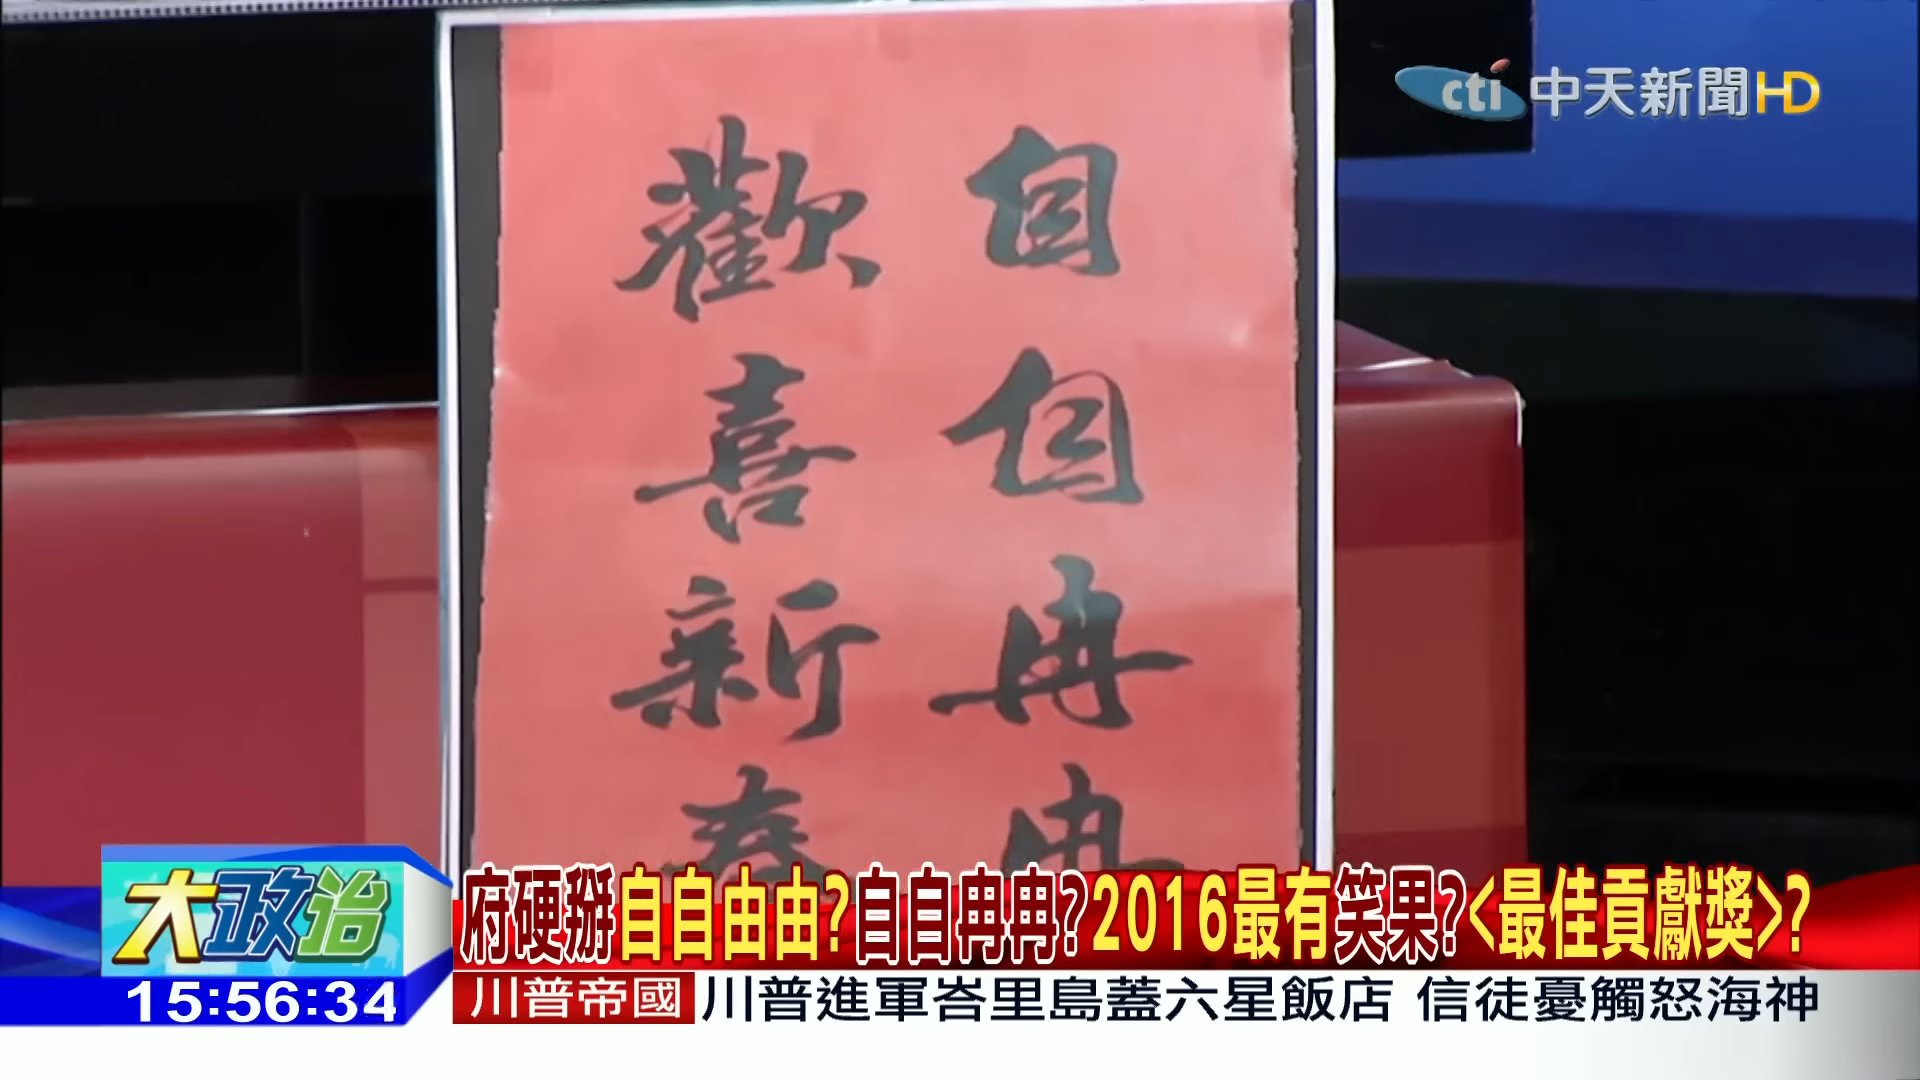 cti 中天新聞HD
自自冉冉
歡喜新春
大政治
府硬掰自自由由?自自冉冉?2016最有笑果?<最佳貢獻獎>?
15:56:34
川普帝國
川普進軍峇里島蓋六星飯店 信徒憂觸怒海神